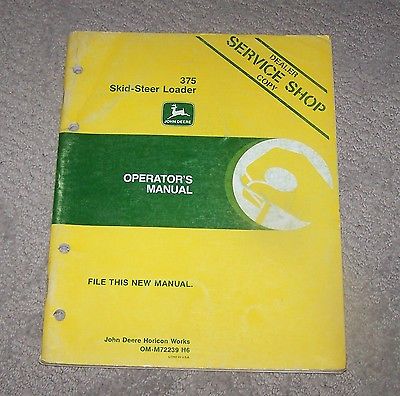 375
Skid-Steer Loader
DEALER
SERVICE SHOP
COPY
JOHN DEERE
OPERATOR'S
MANUAL
FILE THIS NEW MANUAL.
John Deere Horicon Works
OM-M72239 H6